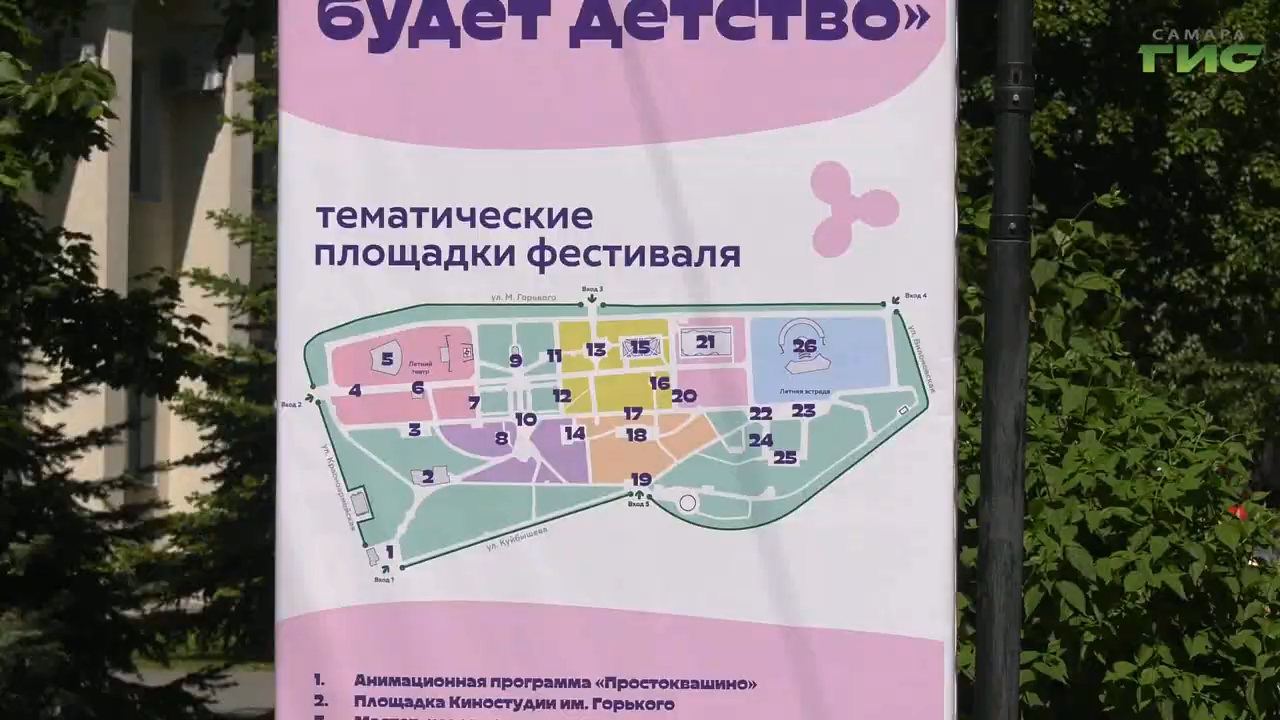 будет детство»
САМАРА
ГИС
тематические
площадки фестиваля
ул. М. Горького
Вход 3
Вход 4
ул. Вилоновская
5
Летний
театр
9
11
13
15
21
26
Летняя эстрада
4
6
7
12
16
20
Вход 2
3
8
10
14
17
18
22
23
24
25
2
19
Вход 5
ул. Красноармейская
ул. Куйбышева
1
Вход 1
1. Анимационная программа «Простоквашино»
2. Площадка Киностудии им. Горького